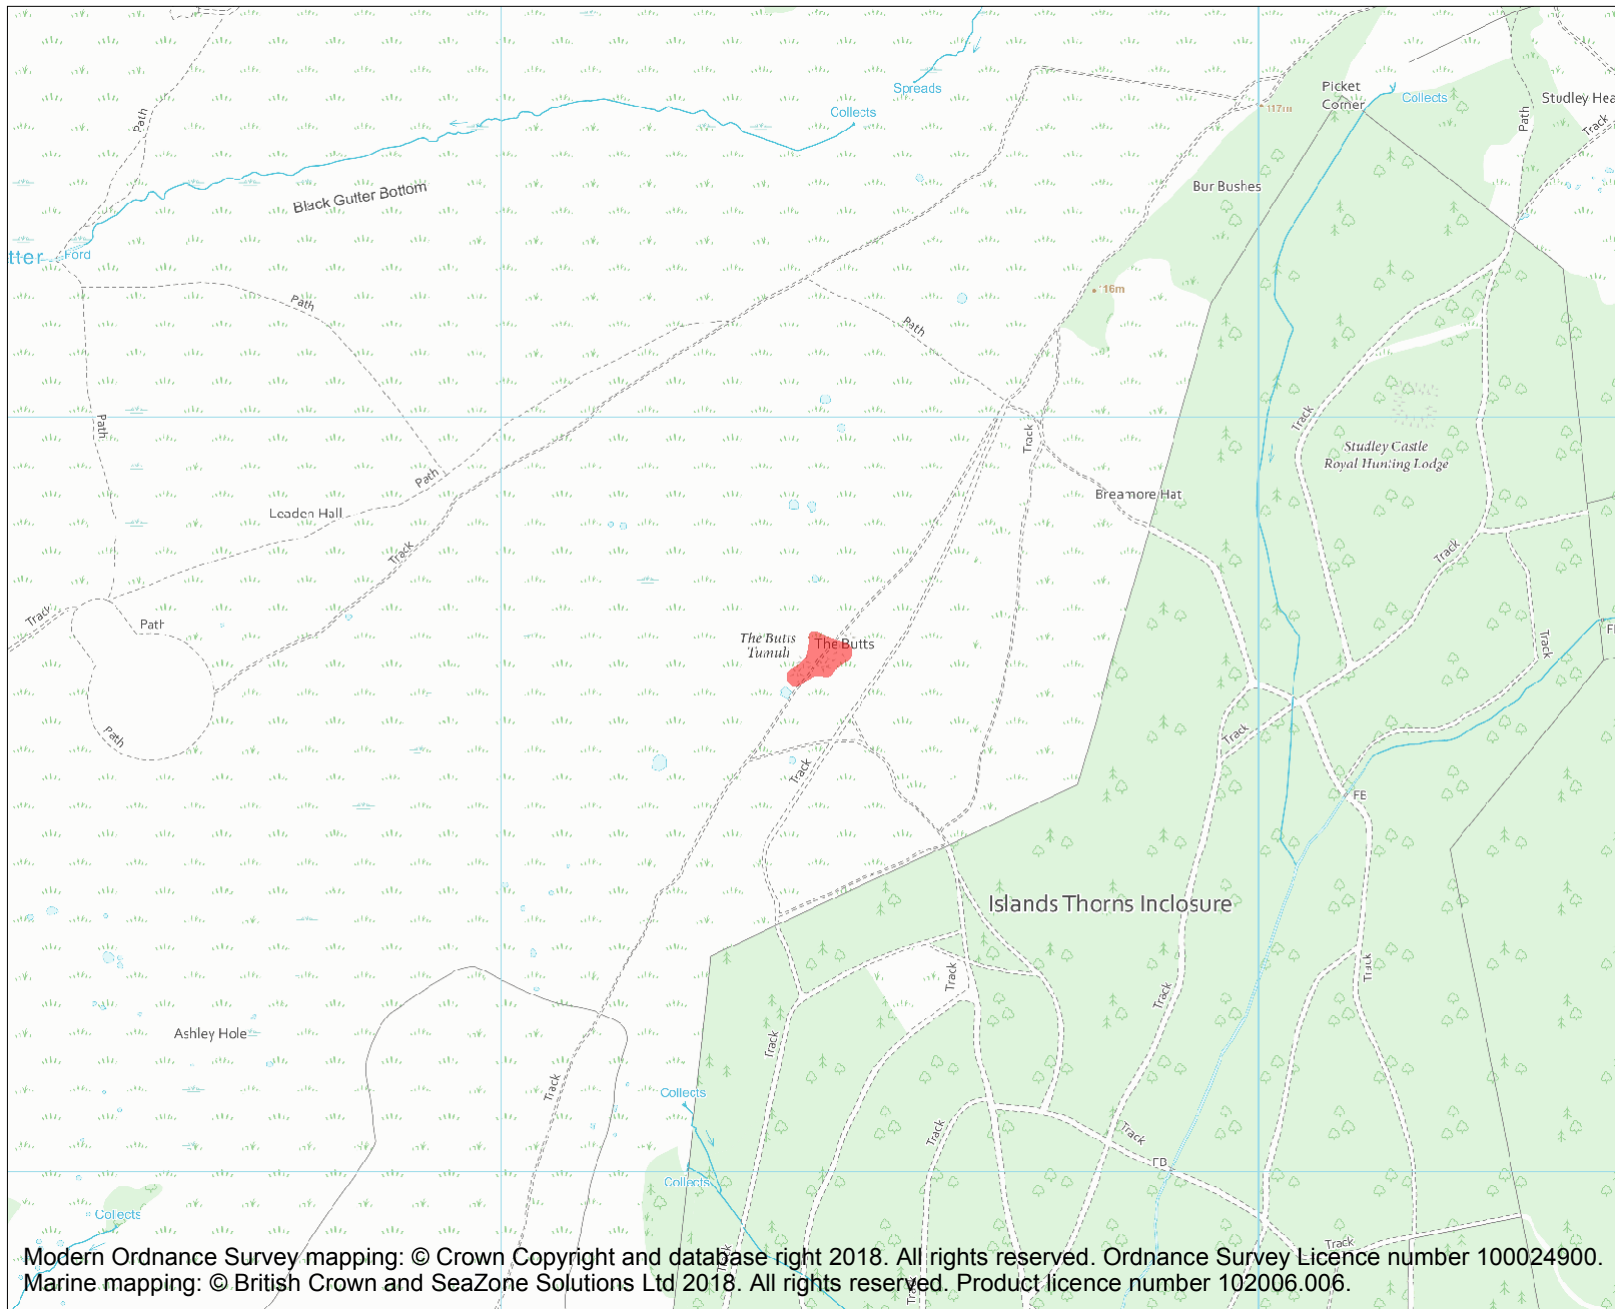 Spreads
Collects
Picket
Corner
Collects
117m
Studley Hea
Path
Path
Track
Bur Bushes
Black Gutter Bottom
tter
Ford
16m
Path
Path
Path
Track
Track
Studley Castle
Royal Hunting Lodge
Breamore Hat
Path
Leaden Hall
Track
Track
Track
Path
The Butts
Tumuli
The Butts
Track
Path
Track
Track
FB
Islands Thorns Inclosure
Track
Track
Track
Ashley Hole
Track
Track
Collects
Track
Track
FB
Collects
Collects
Track
Track
Track
Modern Ordnance Survey mapping: © Crown Copyright and database right 2018. All rights reserved. Ordnance Survey Licence number 100024900.
Marine mapping: © British Crown and SeaZone Solutions Ltd 2018. All rights reserved. Product licence number 102006.006.